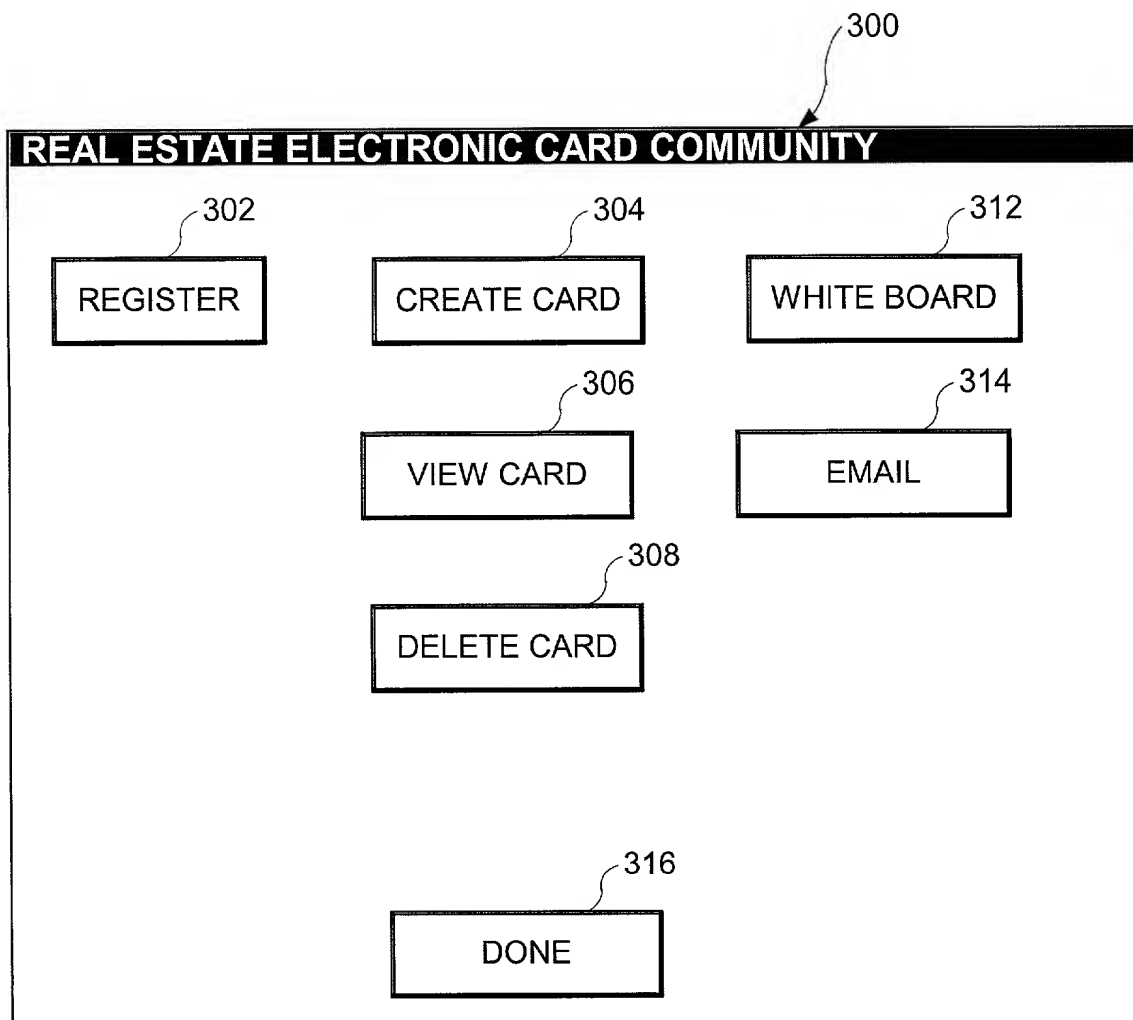 300
REAL ESTATE ELECTRONIC CARD COMMUNITY
302
304
312
REGISTER
CREATE CARD
WHITE BOARD
306
314
VIEW CARD
EMAIL
308
DELETE CARD
316
DONE